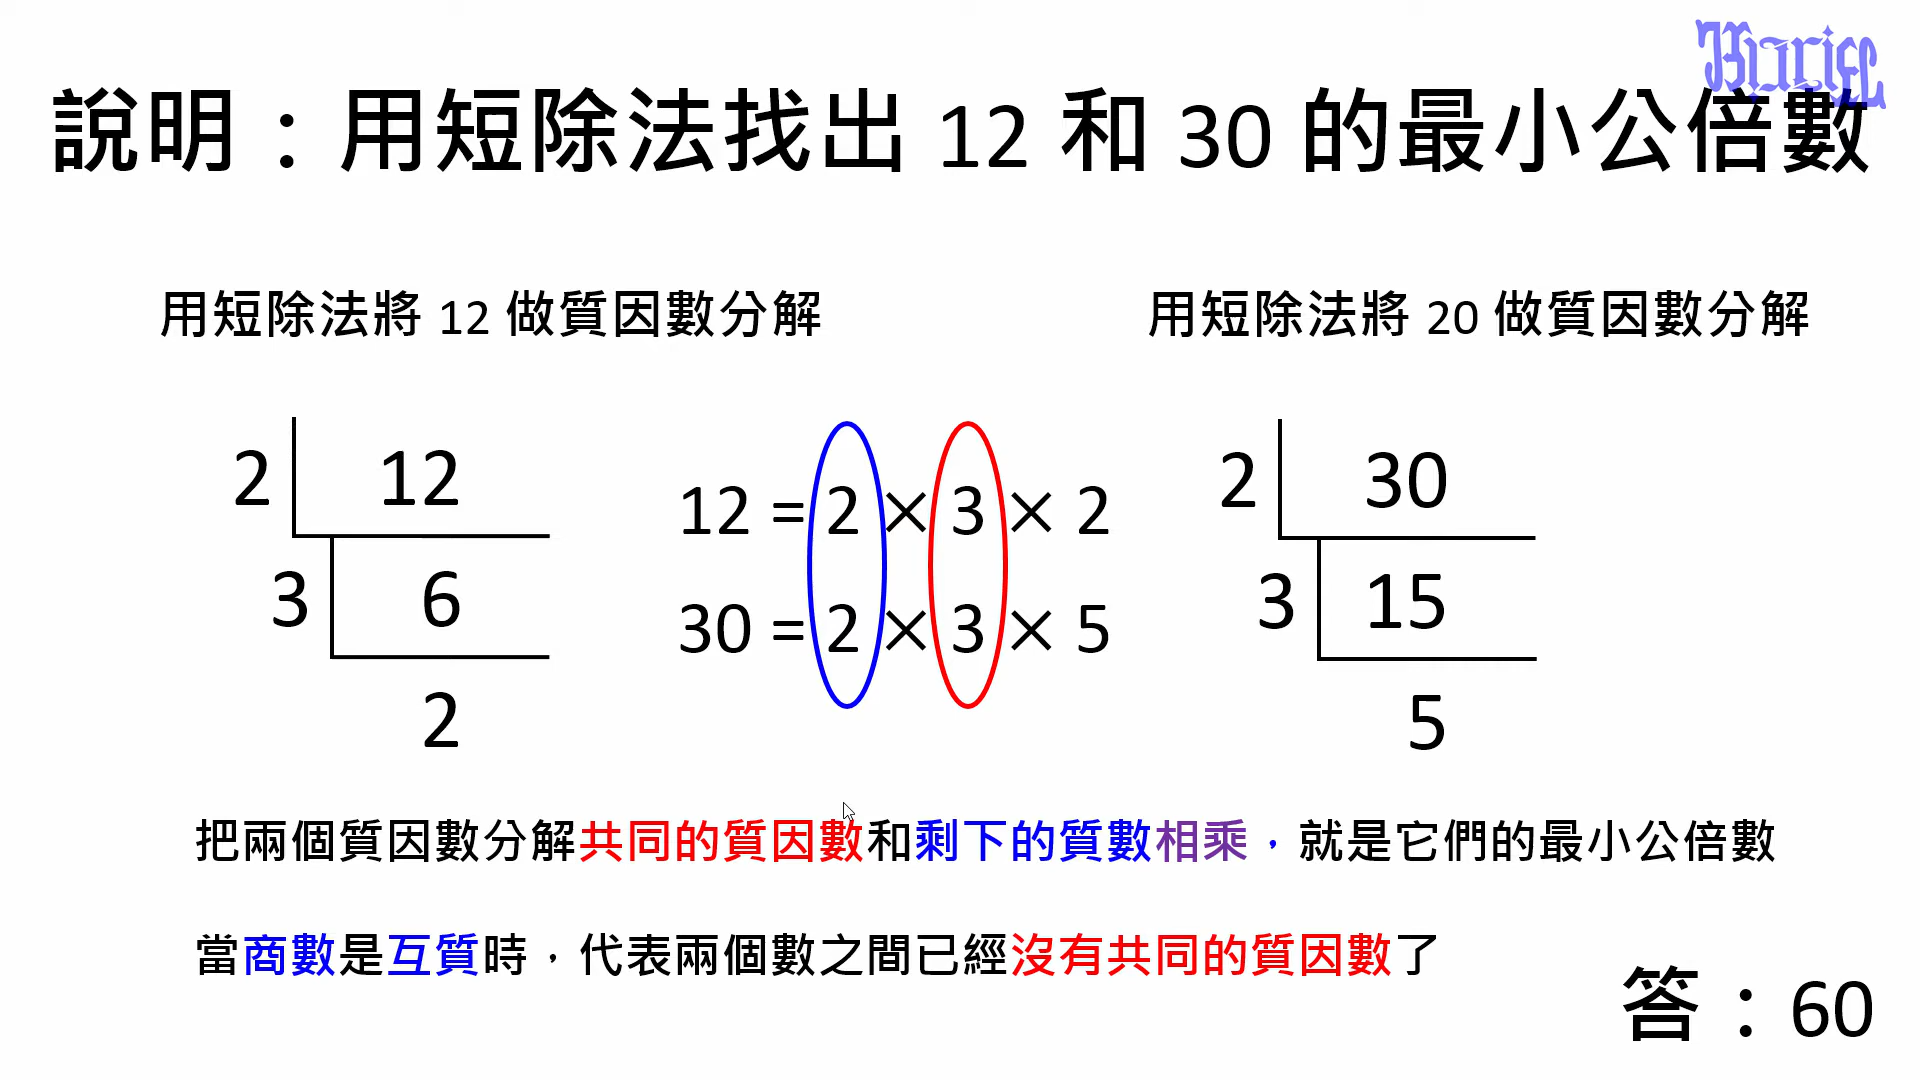 說明：用短除法找出 12 和 30 的最小公倍數
用短除法將 12 做質因數分解
用短除法將 20 做質因數分解
2 12
3 6
2
12 = 2 × 3 × 2
30 = 2 × 3 × 5
2 30
3 15
5
把兩個質因數分解共同的質因數和剩下的質數相乘，就是它們的最小公倍數
當商數是互質時，代表兩個數之間已經沒有共同的質因數了
答：60